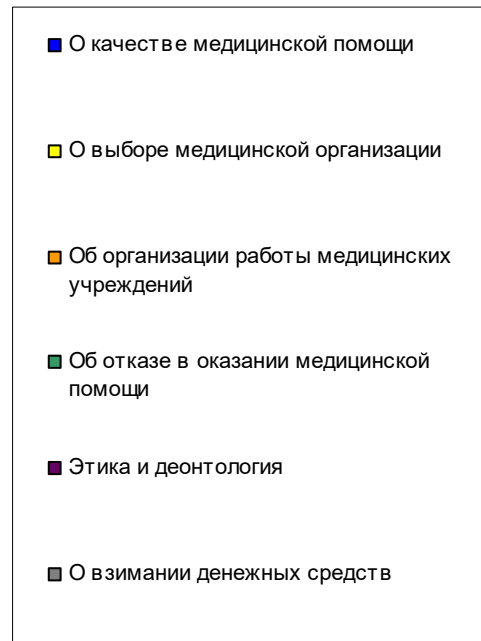 О качестве медицинской помощи
О выборе медицинской организации
Об организации работы медицинских
учреждений
Об отказе в оказании медицинской
помощи
Этика и деонтология
О взимании денежных средств